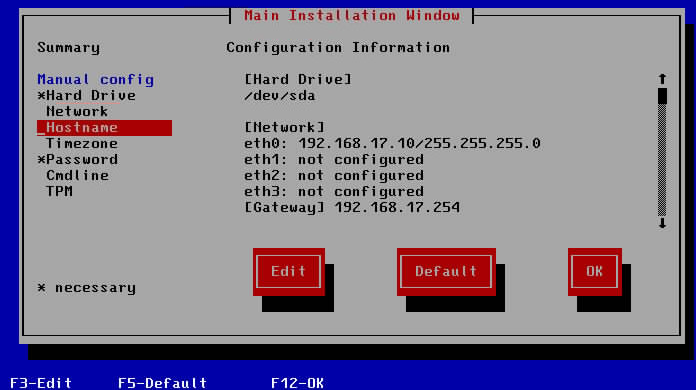 Main Installation Window
Summary
Configuration Information
Manual config
*Hard Drive
Network
_Hostname
Timezone
*Password
Cmdline
TPM
[Hard Drive]
/dev/sda
[Network]
eth0: 192.168.17.10/255.255.255.0
eth1: not configured
eth2: not configured
eth3: not configured
[Gateway] 192.168.17.254
* necessary
Edit
Default
OK
F3-Edit F5-Default F12-OK